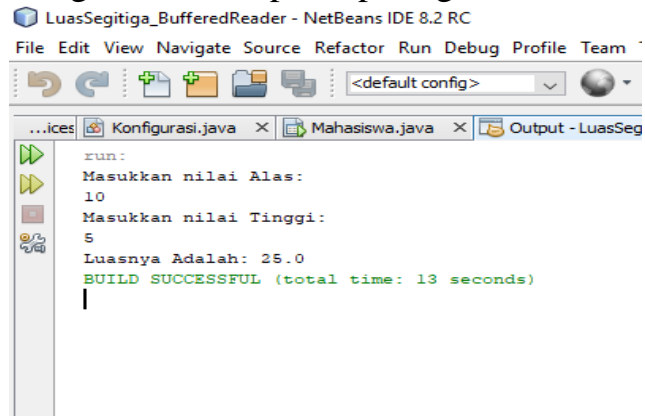 LuasSegitiga_BufferedReader - NetBeans IDE 8.2 RC
File Edit View Navigate Source Refactor Run Debug Profile Team
<default config>
...ices Konfigurasi.java Mahasiswa.java Output - LuasSeg
run:
Masukkan nilai Alas:
10
Masukkan nilai Tinggi:
5
Luasnya Adalah: 25.0
BUILD SUCCESSFUL (total time: 13 seconds)